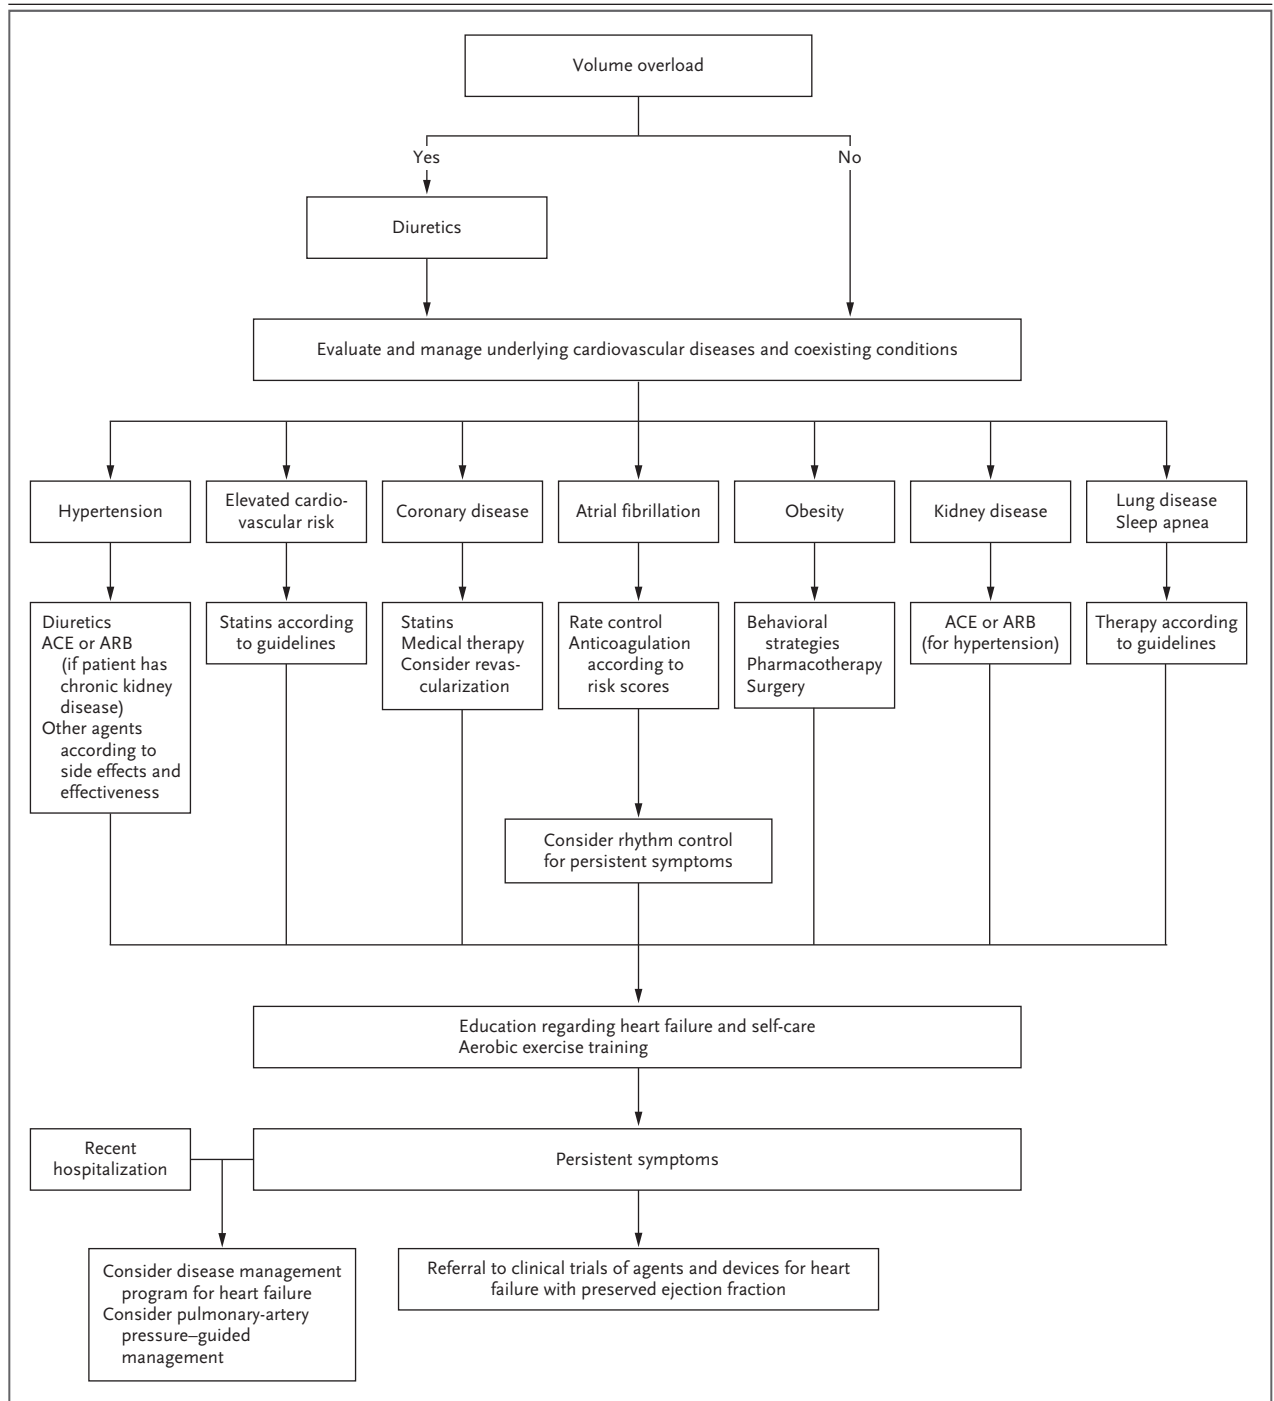 Volume overload
Yes
No
Diuretics
Evaluate and manage underlying cardiovascular diseases and coexisting conditions
Hypertension
Elevated cardio-
vascular risk
Coronary disease
Atrial fibrillation
Obesity
Kidney disease
Lung disease
Sleep apnea
Diuretics
ACE or ARB
(if patient has
chronic kidney
disease)
Other agents
according to
side effects and
effectiveness
Statins according
to guidelines
Statins
Medical therapy
Consider revas-
cularization
Rate control
Anticoagulation
according to
risk scores
Behavioral
strategies
Pharmacotherapy
Surgery
ACE or ARB
(for hypertension)
Therapy according
to guidelines
Consider rhythm control
for persistent symptoms
Education regarding heart failure and self-care
Aerobic exercise training
Recent
hospitalization
Persistent symptoms
Consider disease management
program for heart failure
Consider pulmonary-artery
pressure–guided
management
Referral to clinical trials of agents and devices for heart
failure with preserved ejection fraction